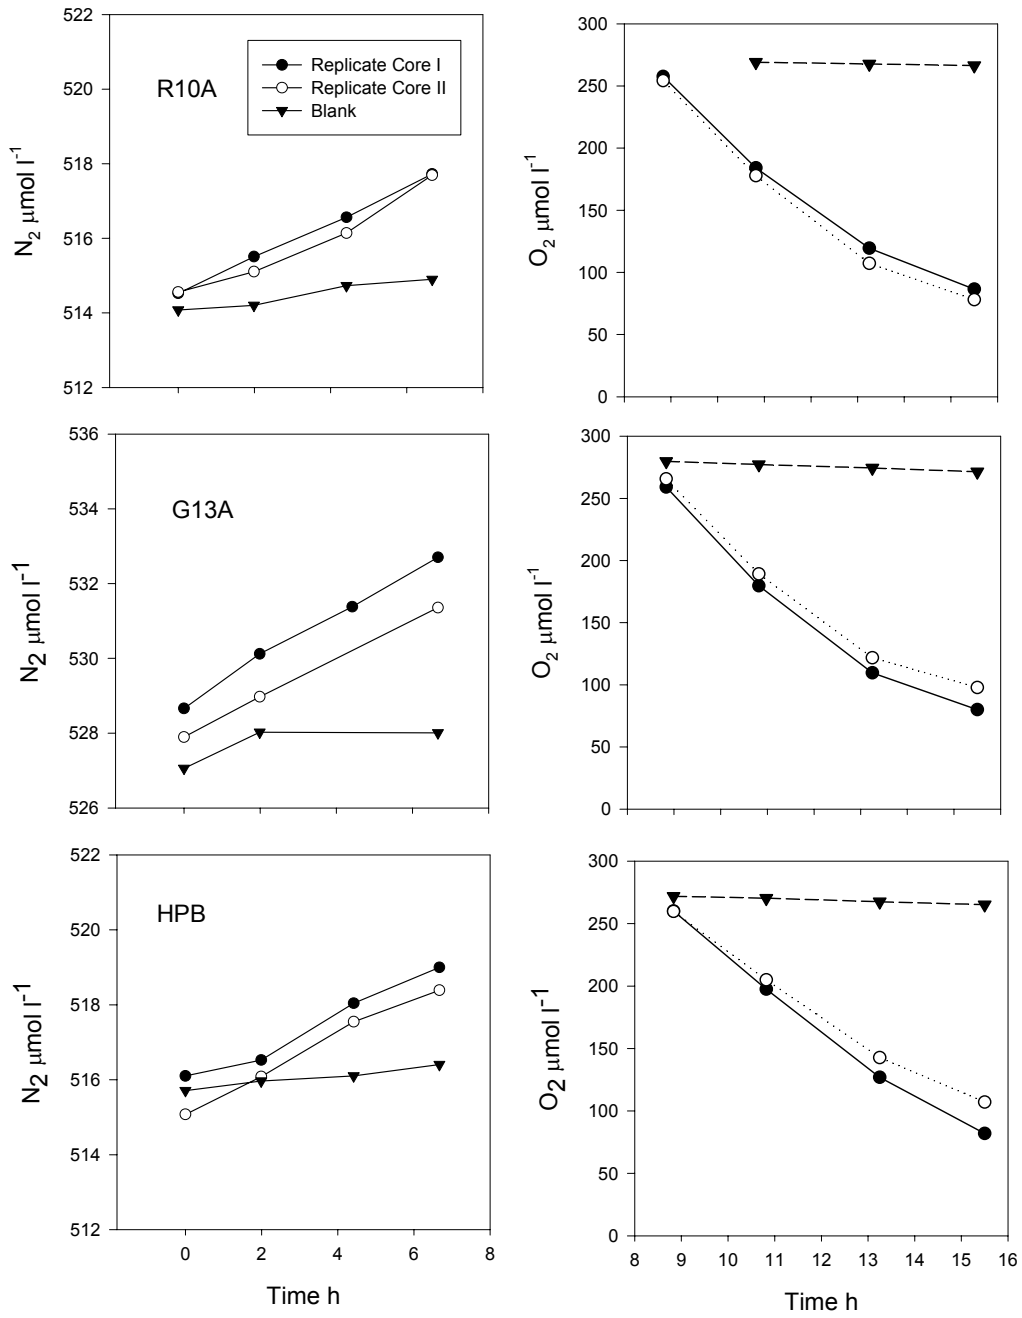 522
520
518
516
514
512
N2 μmol l-1
R10A
Replicate Core I
Replicate Core II
Blank
300
250
200
150
100
50
0
O2 μmol l-1
536
534
532
530
528
526
N2 μmol l-1
G13A
300
250
200
150
100
50
0
O2 μmol l-1
522
520
518
516
514
512
N2 μmol l-1
HPB
0 2 4 6 8
Time h
300
250
200
150
100
50
0
O2 μmol l-1
8 9 10 11 12 13 14 15 16
Time h